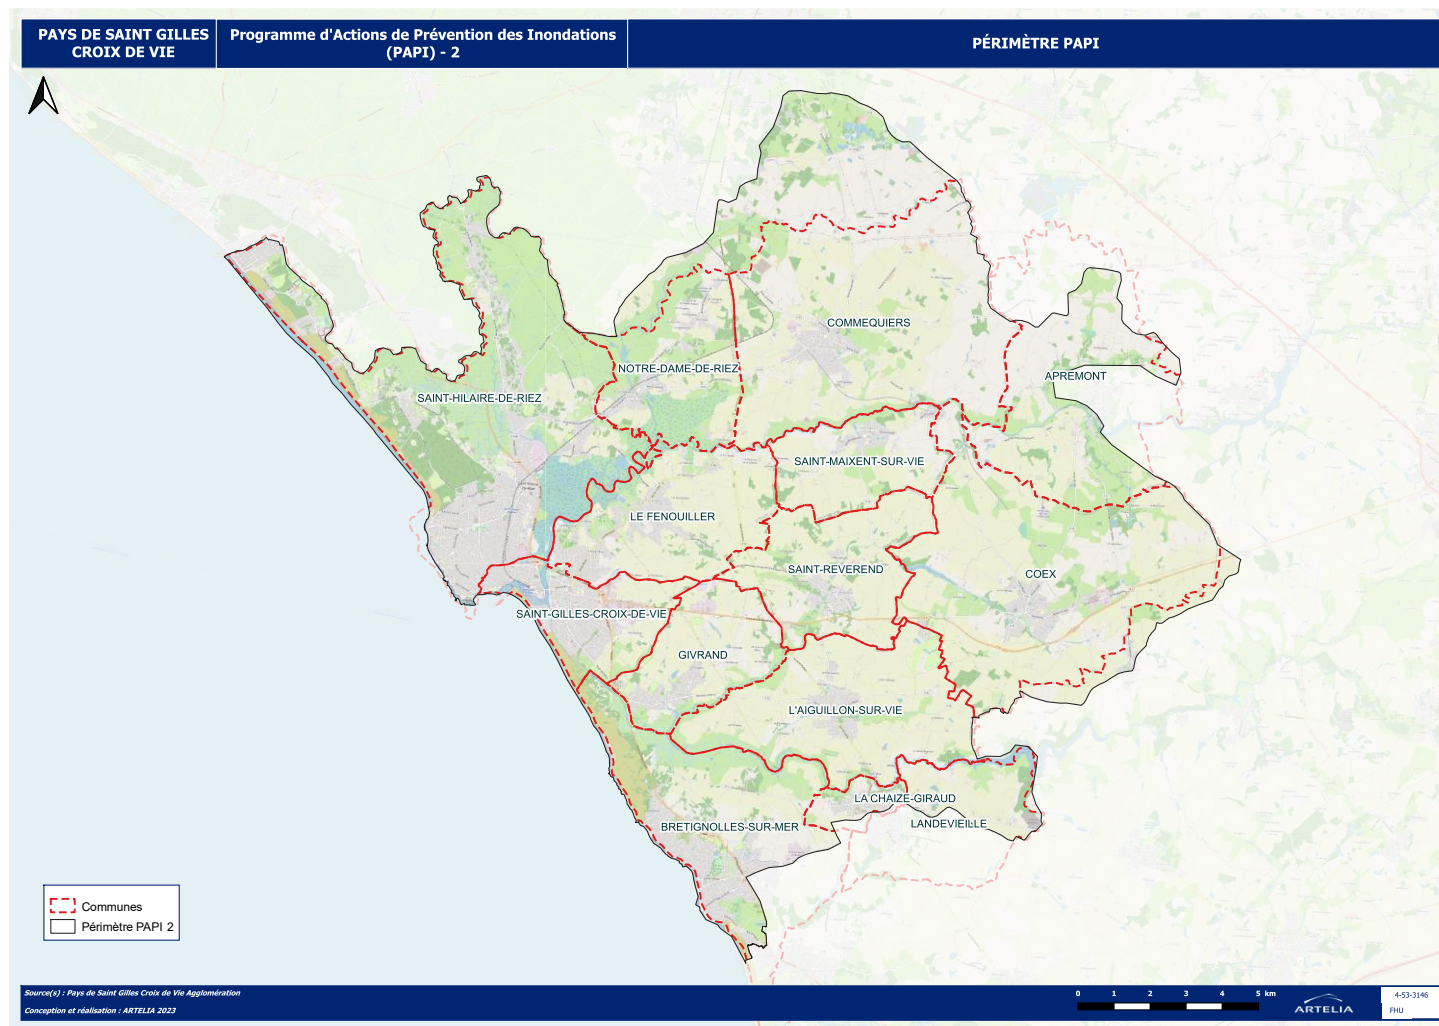 PAYS DE SAINT GILLES
CROIX DE VIE
Programme d'Actions de Prévention des Inondations
(PAPI) - 2
PÉRIMÈTRE PAPI
COMMEQUIERS
NOTRE-DAME-DE-RIEZ
APREMONT
SAINT-HILAIRE-DE-RIEZ
SAINT-MAIXENT-SUR-VIE
LE FENOUILLER
SAINT-REVEREND
COEX
SAINT-GILLES-CROIX-DE-VIE
GIVRAND
L'AIGUILLON-SUR-VIE
LA CHAIZE-GIRAUD
LANDEVIEILLE
BRETIGNOLLES-SUR-MER
Communes
Périmètre PAPI 2
Source(s) : Pays de Saint Gilles Croix de Vie Agglomération
Conception et réalisation : ARTELIA 2023
0 1 2 3 4 5 km
ARTELIA
4-53-3146
FHU